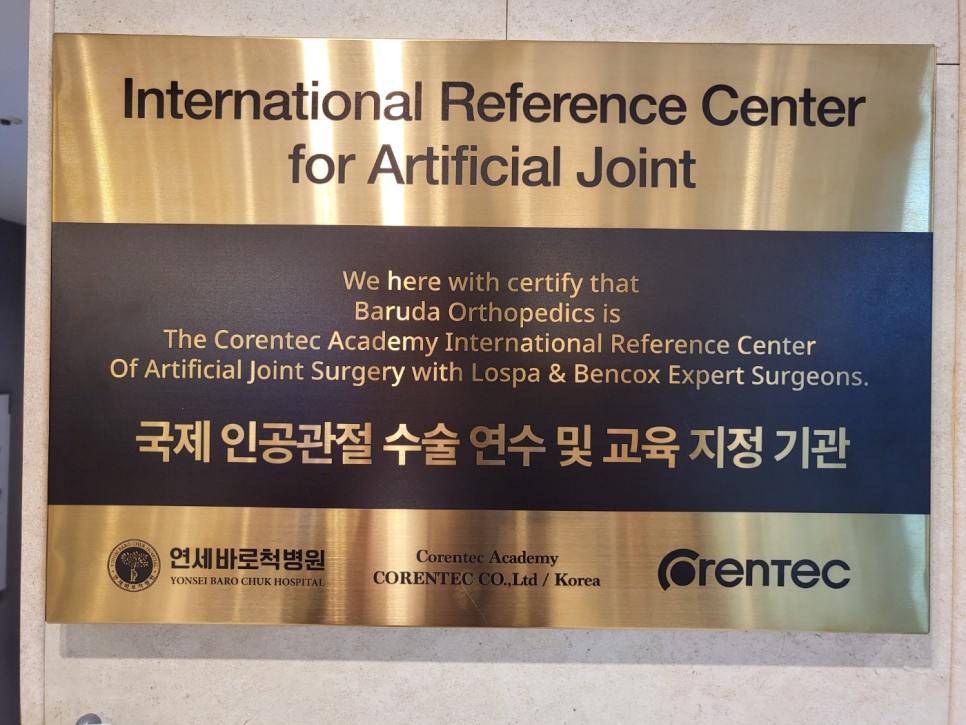 International Reference Center
for Artificial Joint
We here with certify that
Baruda Orthopedics is
The Corentec Academy International Reference Center
Of Artificial Joint Surgery with Lospa & Bencox Expert Surgeons.
국제 인공관절 수술 연수 및 교육 지정 기관
연세바로척병원
YONSEI BARO CHUK HOSPITAL
Corentec Academy
CORENTEC CO.,Ltd / Korea
Corentec